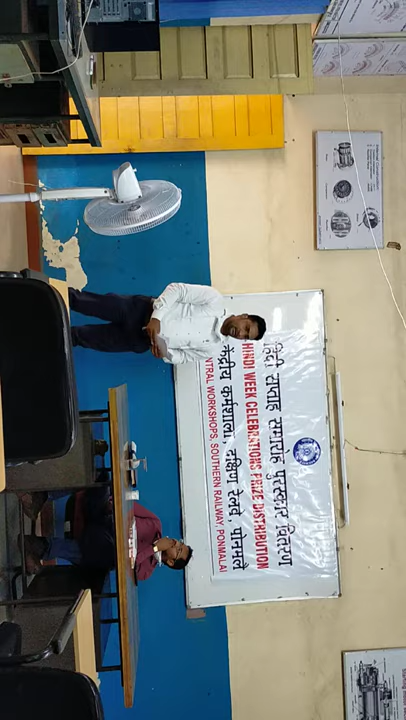 हिंदी सप्ताह समारोह पुरस्कार वितरण
HINDI WEEK CELEBRATIONS PRIZE DISTRIBUTION
केंद्रीय कर्मशाला, दक्षिण रेलवे, पोनमलै
NTRAL WORKSHOPS, SOUTHERN RAILWAY, PONMALAI